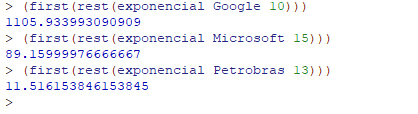 > (first(rest(exponencial Google 10)))
1105.933993090909
> (first(rest(exponencial Microsoft 15)))
89.15999976666667
> (first(rest(exponencial Petrobras 13)))
11.516153846153845
>